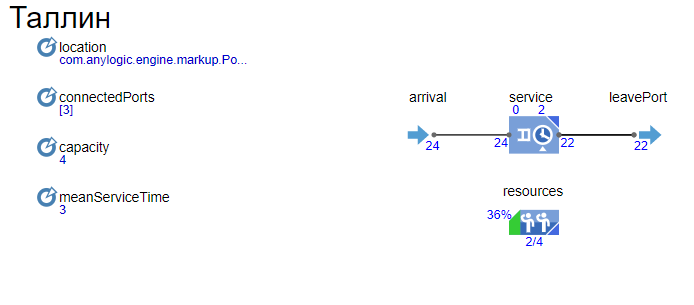 Таллин
location
com.anylogic.engine.markup.Po...
connectedPorts
[3]
arrival
service
leavePort
0 2
capacity
4
24
24
22
22
meanServiceTime
3
resources
36%
2/4